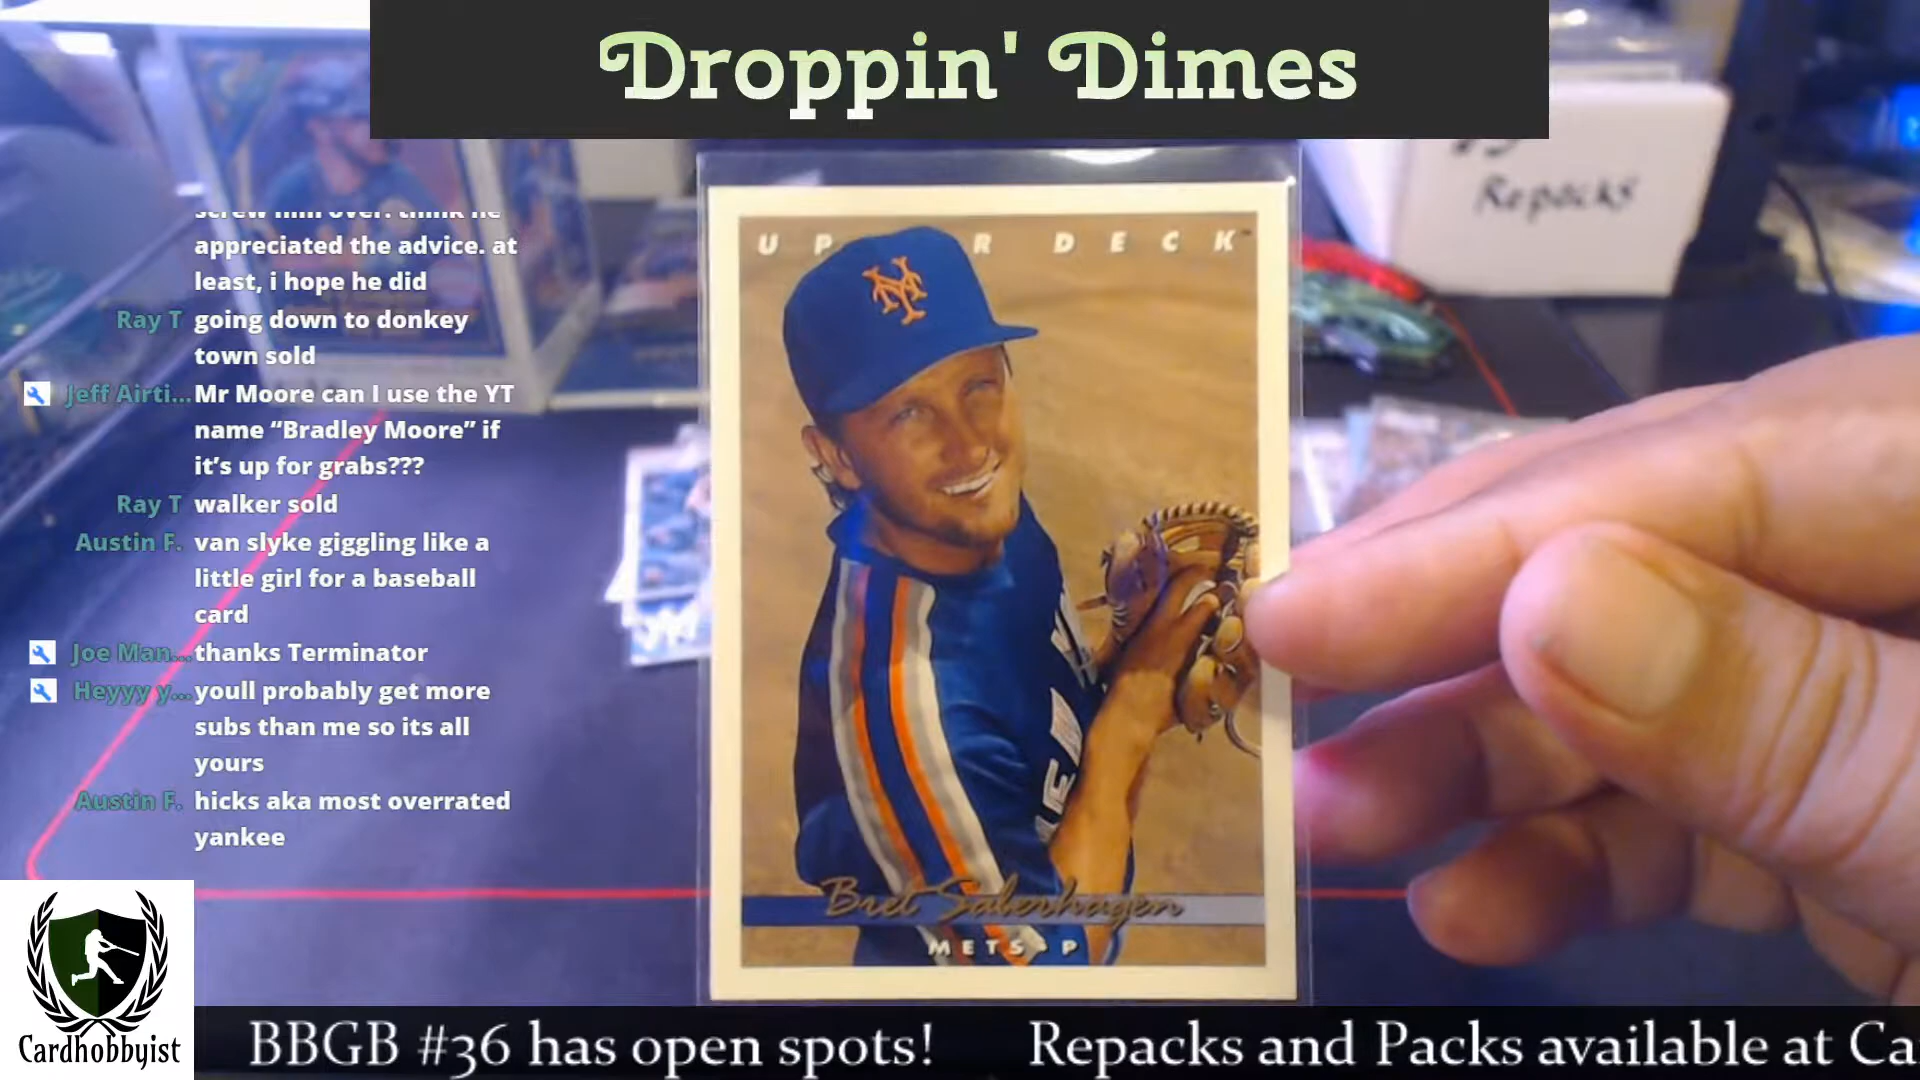 Droppin' Dimes
Repacks
appreciated the advice. at
least, i hope he did
Ray T going down to donkey
town sold
Jeff Airti... Mr Moore can I use the YT
name “Bradley Moore” if
it’s up for grabs???
Ray T walker sold
Austin F. van slyke giggling like a
little girl for a baseball
card
Joe Man... thanks Terminator
Heyyy y... youll probably get more
subs than me so its all
yours
Austin F. hicks aka most overrated
yankee
UP R DECK
Bret Saberhagen
METS P
Cardhobbyist
BBGB #36 has open spots! Repacks and Packs available at Ca